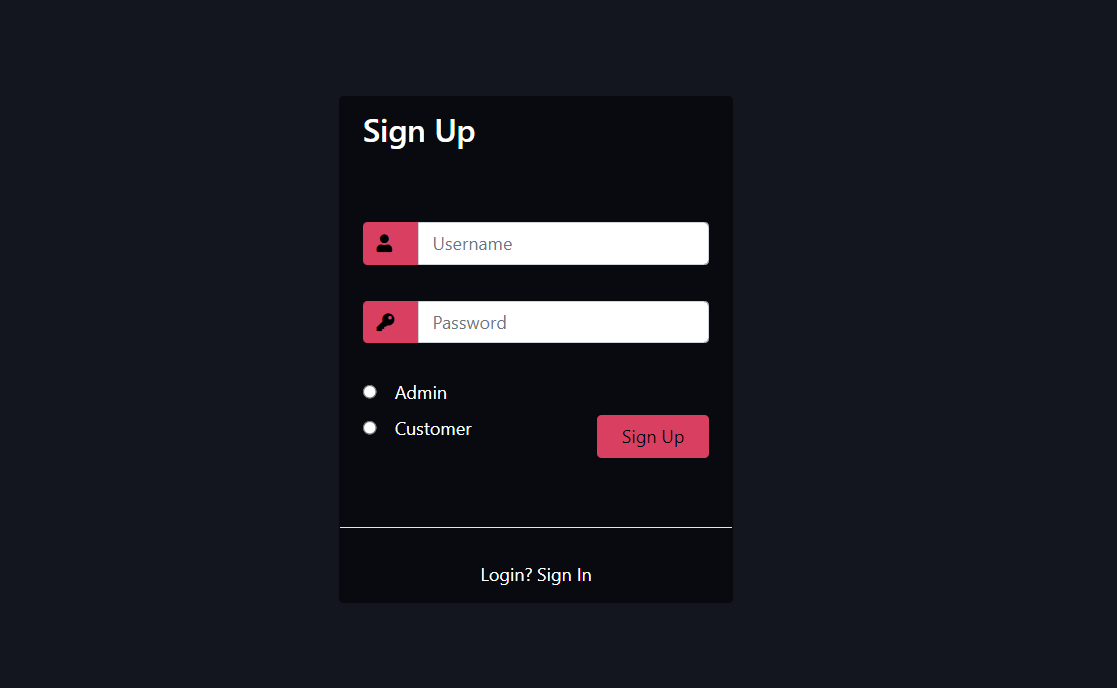 Sign Up
Username
Password
Admin
Customer
Sign Up
Login? Sign In